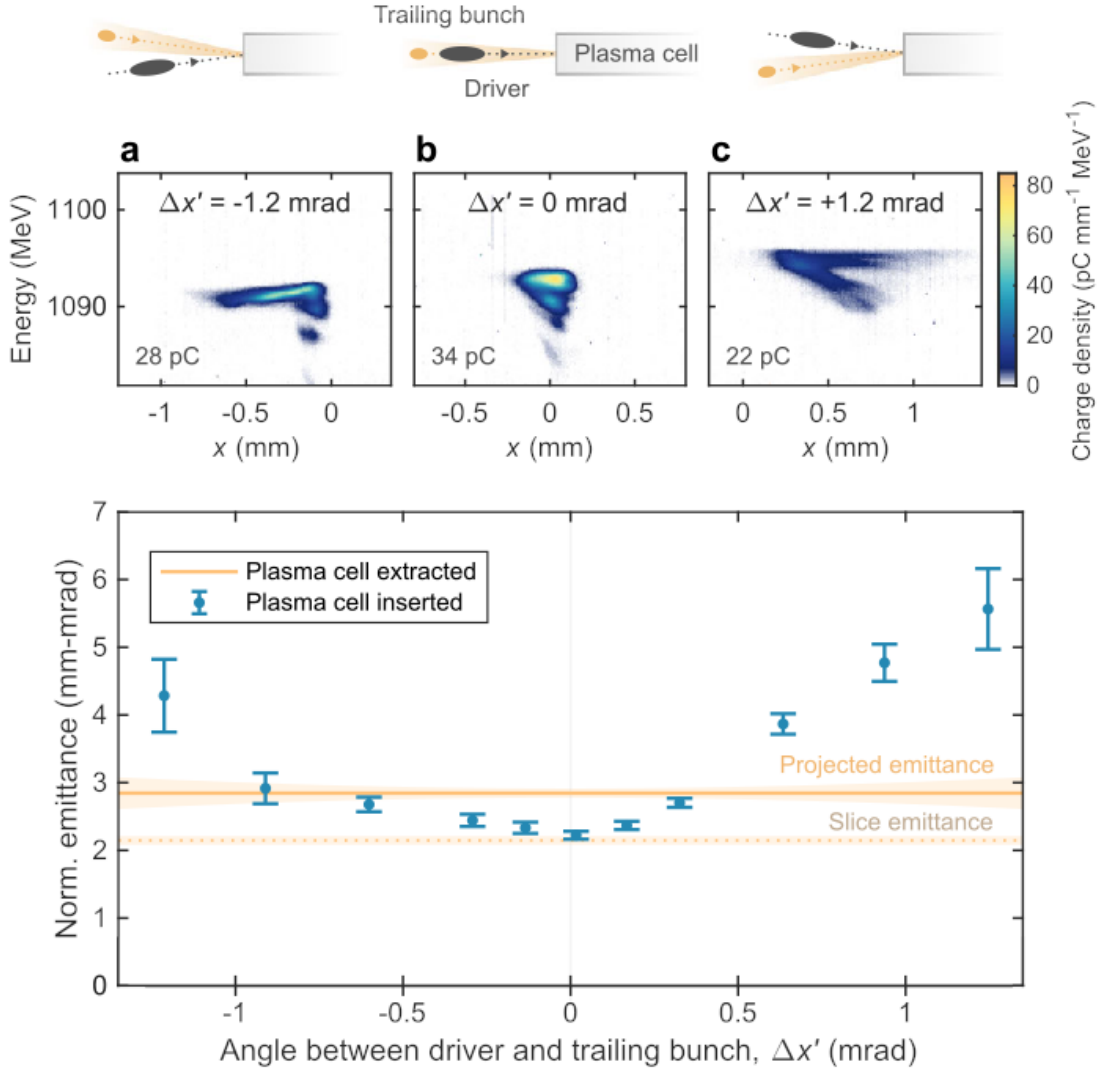 Trailing bunch
Plasma cell
Driver
a
b
c
Δx′ = -1.2 mrad
Δx′ = 0 mrad
Δx′ = +1.2 mrad
Energy (MeV)
1100
1090
28 pC
34 pC
22 pC
-1 -0.5 0
-0.5 0 0.5
0 0.5 1
x (mm)
x (mm)
x (mm)
80
60
40
20
0
Charge density (pC mm⁻¹ MeV⁻¹)
7
6
5
4
3
2
1
0
Norm. emittance (mm-mrad)
Plasma cell extracted
Plasma cell inserted
Projected emittance
Slice emittance
-1 -0.5 0 0.5 1
Angle between driver and trailing bunch, Δx′ (mrad)